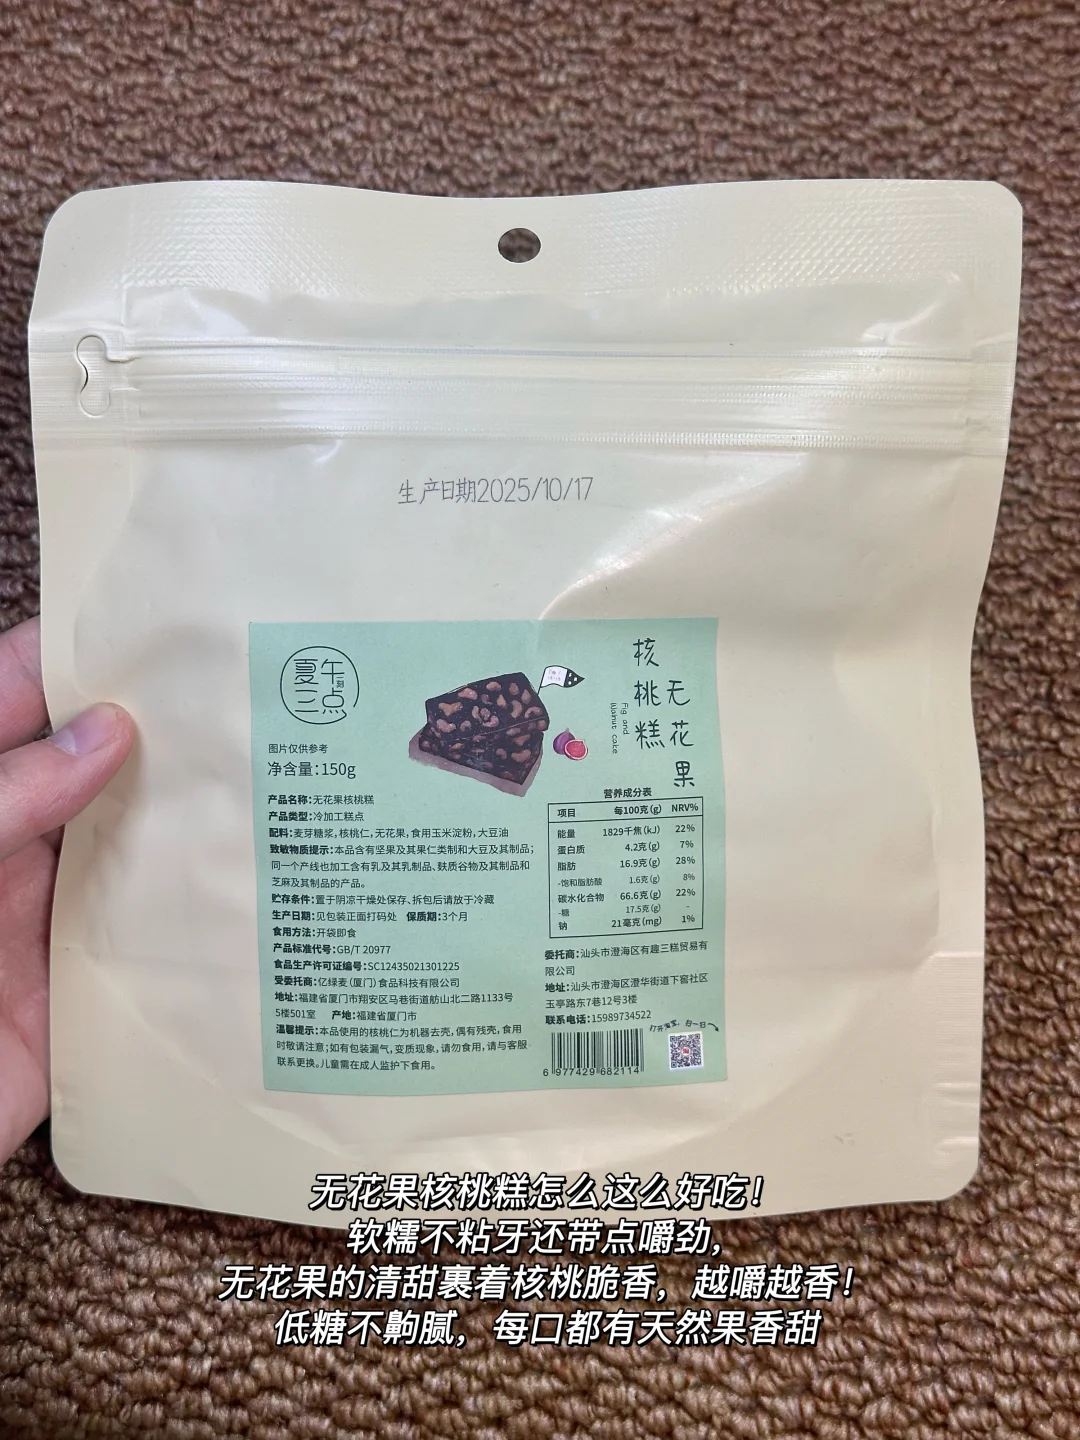 生产日期2025/10/17
夏午
三刻点
图片仅供参考
净含量：150g
核桃糕
无花果
Fig and
Walnut cake
产品名称：无花果核桃糕
产品类型：冷加工糕点
配料：麦芽糖浆，核桃仁，无花果，食用玉米淀粉，大豆油
致敏物质提示：本品含有坚果及其果仁类制和大豆及其制品；
同一个产线也加工含有乳及其乳制品、麸质谷物及其制品和
芝麻及其制品的产品。
贮存条件：置于阴凉干燥处保存、拆包后请放于冷藏
生产日期：见包装正面打码处 保质期：3个月
食用方法：开袋即食
产品标准代号：GB/T 20977
食品生产许可证编号：SC12435021301225
受委托商：亿绿麦（厦门）食品科技有限公司
地址：福建省厦门市翔安区马巷街道舫山北二路1133号
5楼501室 产地：福建省厦门市
温馨提示：本品使用的核桃仁为机器去壳，偶有残壳，食用
时敬请注意；如有包装漏气，变质现象，请勿食用，请与客服
联系更换。儿童需在成人监护下食用。
营养成分表
项目 每100克(g) NRV%
能量 1829千焦(kJ) 22%
蛋白质 4.2克(g) 7%
脂肪 16.9克(g) 28%
-饱和脂肪酸 1.6克(g) 8%
碳水化合物 66.6克(g) 22%
-糖 17.5克(g) -
钠 21毫克(mg) 1%
委托商：汕头市澄海区有趣三糕贸易有
限公司
地址：汕头市澄海区澄华街道下窖社区
玉亭路东7巷12号3楼
联系电话：15989734522
打开淘宝，扫一扫
6 977429 682114
无花果核桃糕怎么这么好吃！
软糯不粘牙还带点嚼劲，
无花果的清甜裹着核桃脆香，越嚼越香！
低糖不齁腻，每口都有天然果香甜